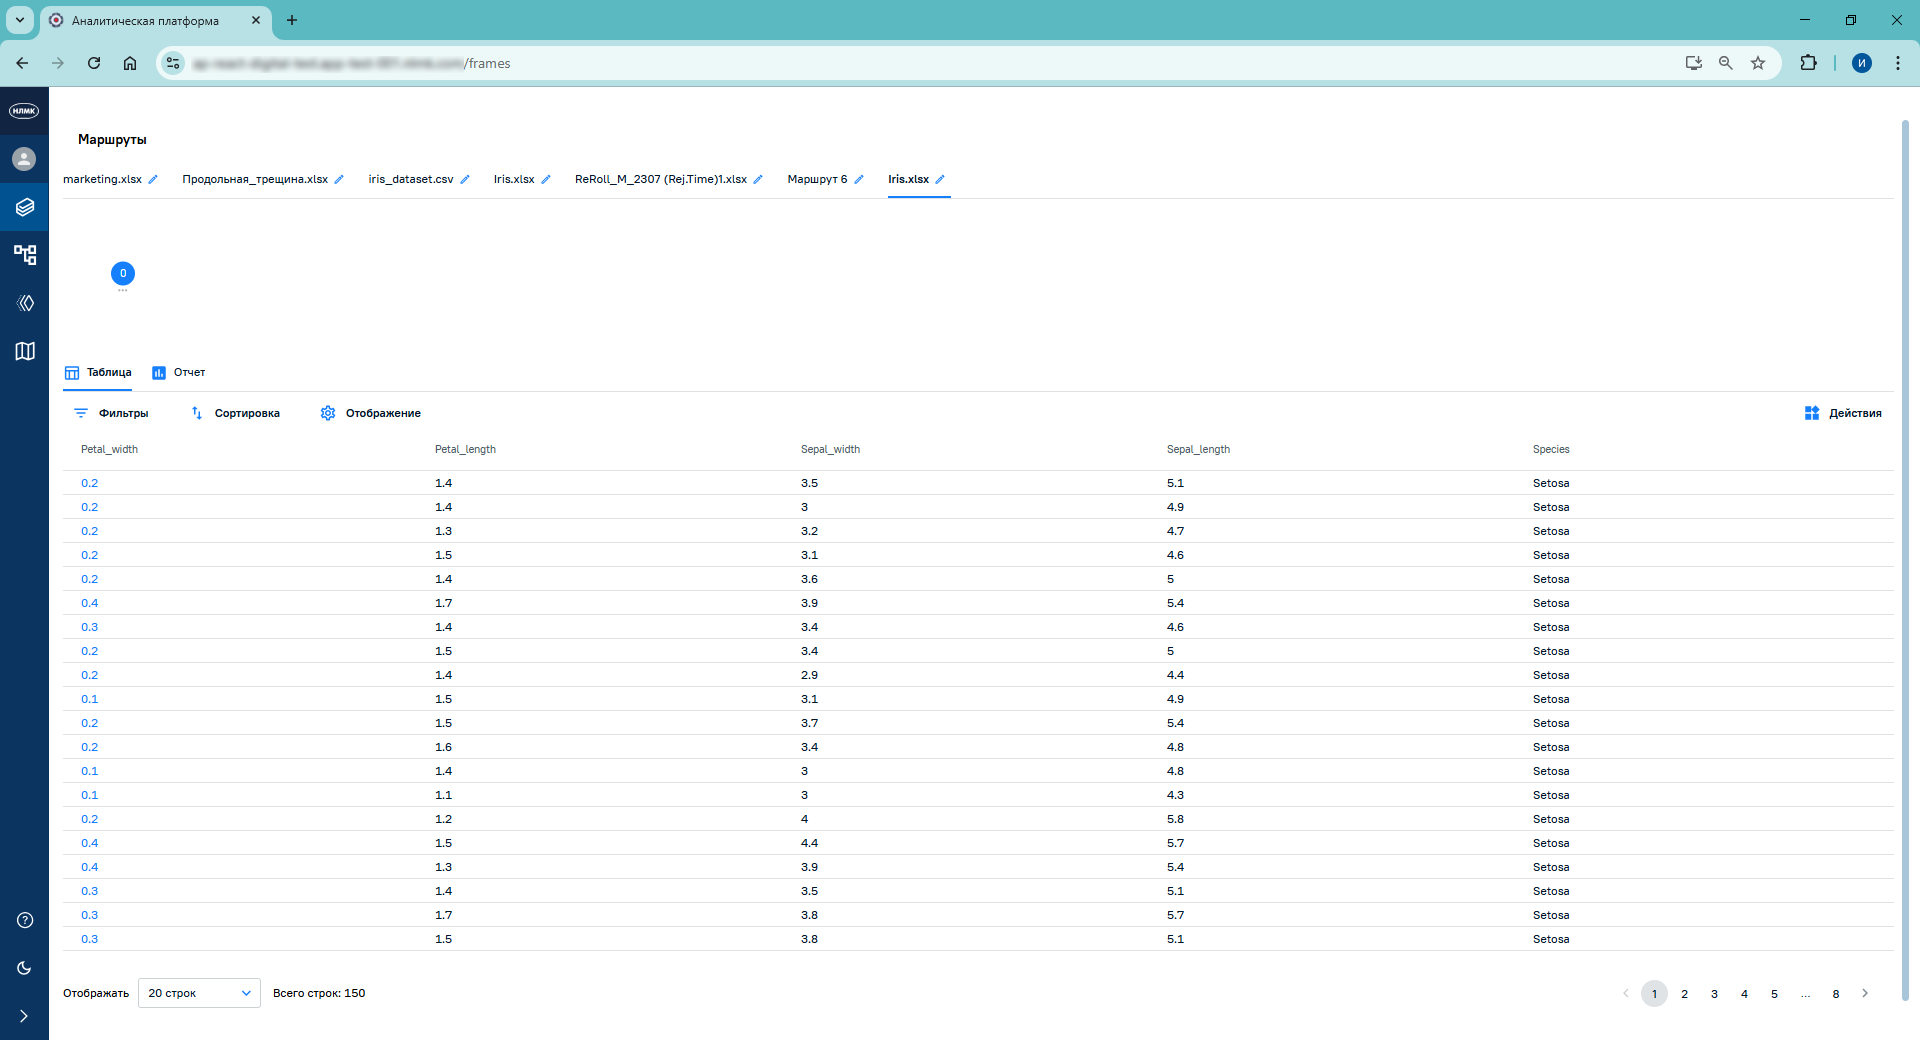 Аналитическая платформа
/frames
И
НЛМК
Маршруты
marketing.xlsx Продольная_трещина.xlsx iris_dataset.csv Iris.xlsx ReRoll_M_2307 (Rej.Time)1.xlsx Маршрут 6 Iris.xlsx
0
...
Таблица Отчет
Фильтры Сортировка Отображение Действия
Petal_width Petal_length Sepal_width Sepal_length Species
0.2 1.4 3.5 5.1 Setosa
0.2 1.4 3 4.9 Setosa
0.2 1.3 3.2 4.7 Setosa
0.2 1.5 3.1 4.6 Setosa
0.2 1.4 3.6 5 Setosa
0.4 1.7 3.9 5.4 Setosa
0.3 1.4 3.4 4.6 Setosa
0.2 1.5 3.4 5 Setosa
0.2 1.4 2.9 4.4 Setosa
0.1 1.5 3.1 4.9 Setosa
0.2 1.5 3.7 5.4 Setosa
0.2 1.6 3.4 4.8 Setosa
0.1 1.4 3 4.8 Setosa
0.1 1.1 3 4.3 Setosa
0.2 1.2 4 5.8 Setosa
0.4 1.5 4.4 5.7 Setosa
0.4 1.3 3.9 5.4 Setosa
0.3 1.4 3.5 5.1 Setosa
0.3 1.7 3.8 5.7 Setosa
0.3 1.5 3.8 5.1 Setosa
Отображать 20 строк Всего строк: 150 1 2 3 4 5 ... 8